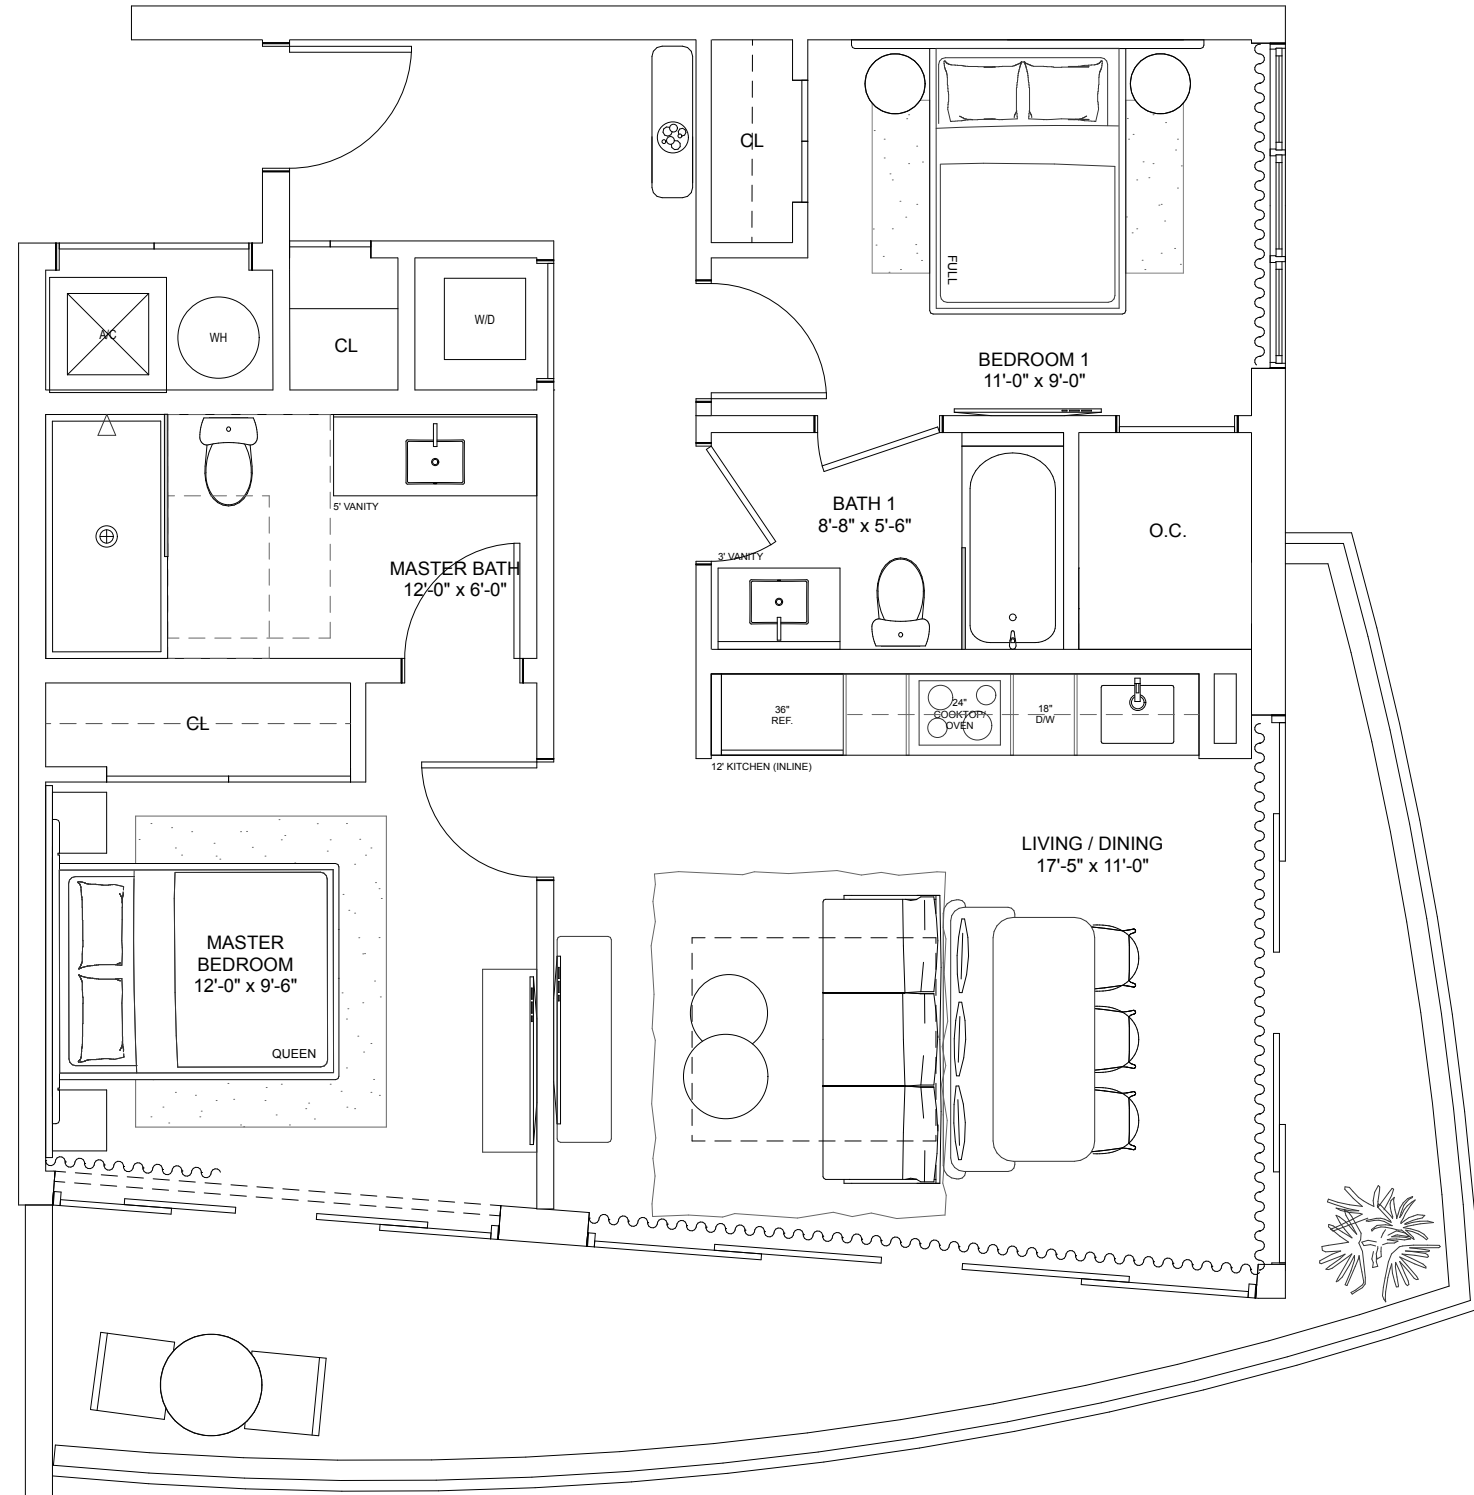 CL
FULL
A/C
WH
CL
W/D
BEDROOM 1
11'-0" x 9'-0"
5' VANITY
BATH 1
8'-8" x 5'-6"
O.C.
3' VANITY
MASTER BATH
12'-0" x 6'-0"
CL
36"
REF.
24"
COOKTOP/
OVEN
18"
D/W
12' KITCHEN (INLINE)
LIVING / DINING
17'-5" x 11'-0"
MASTER
BEDROOM
12'-0" x 9'-6"
QUEEN